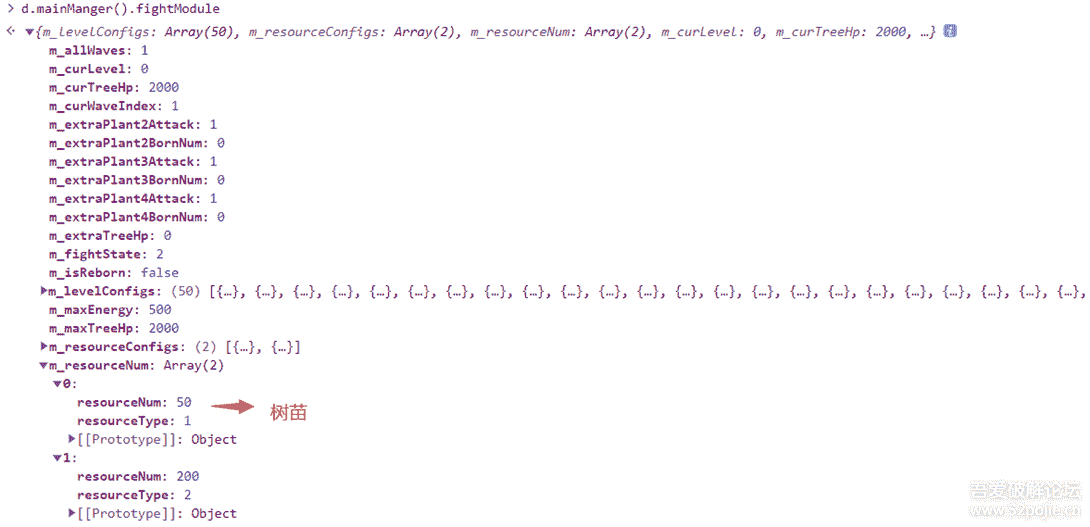 > d.mainManger().fightModule
<· ▼{m_levelConfigs: Array(50), m_resourceConfigs: Array(2), m_resourceNum: Array(2), m_curLevel: 0, m_curTreeHp: 2000, …} i
m_allWaves: 1
m_curLevel: 0
m_curTreeHp: 2000
m_curWaveIndex: 1
m_extraPlant2Attack: 1
m_extraPlant2BornNum: 0
m_extraPlant3Attack: 1
m_extraPlant3BornNum: 0
m_extraPlant4Attack: 1
m_extraPlant4BornNum: 0
m_extraTreeHp: 0
m_fightState: 2
m_isReborn: false
▶m_levelConfigs: (50) [{…}, {…}, {…}, {…}, {…}, {…}, {…}, {…}, {…}, {…}, {…}, {…}, {…}, {…}, {…}, {…}, {…}, {…}, {…}, {…}, {…}, {…}, {…},
m_maxEnergy: 500
m_maxTreeHp: 2000
▶m_resourceConfigs: (2) [{…}, {…}]
▼m_resourceNum: Array(2)
▼0:
resourceNum: 50 树苗
resourceType: 1
▶[[Prototype]]: Object
▼1:
resourceNum: 200
resourceType: 2
▶[[Prototype]]: Object
吾爱破解论坛
www.52pojie.cn